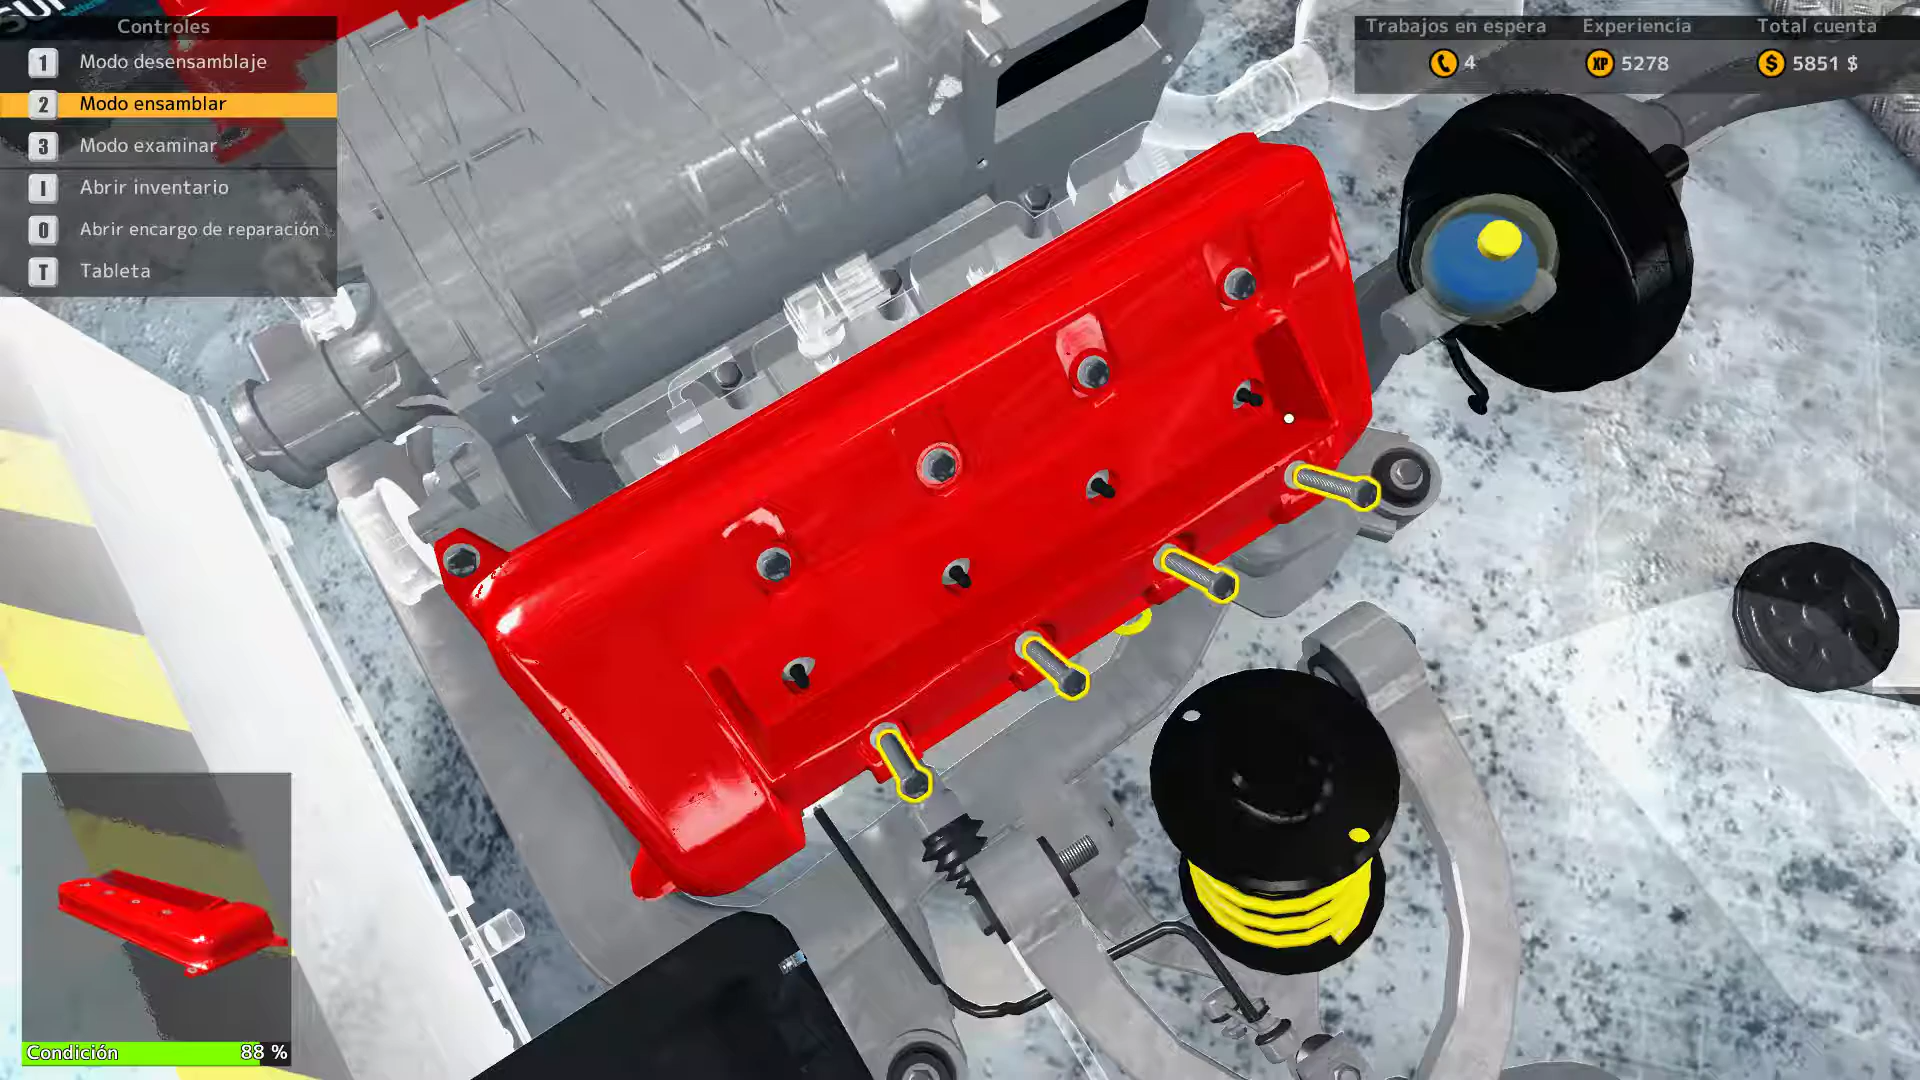 Controles
1 Modo desensamblaje
2 Modo ensamblar
3 Modo examinar
I Abrir inventario
O Abrir encargo de reparación
T Tableta
Trabajos en espera Experiencia Total cuenta
4 XP 5278 $ 5851 $
Condición 88 %